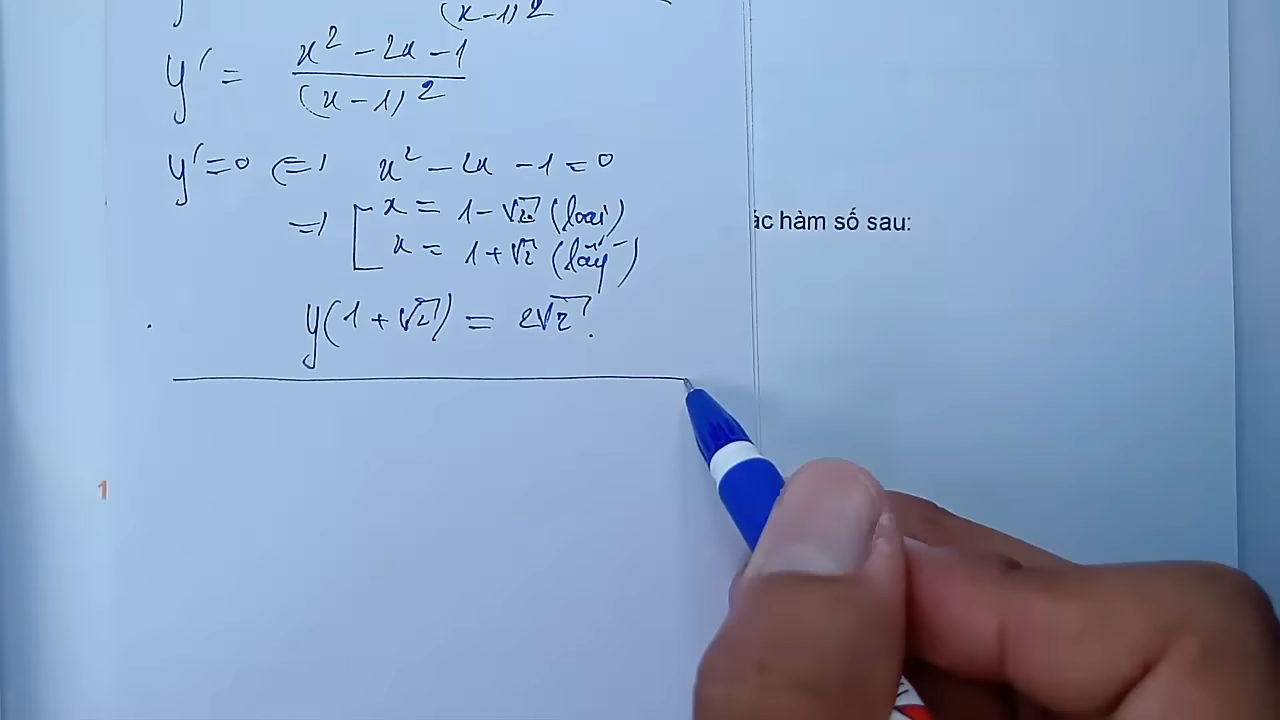 (x-1)2
y' = x² - 2x - 1 / (x - 1)²
y' = 0 <=> x² - 2x - 1 = 0
=> [ x = 1 - √2 (loại)
x = 1 + √2 (lấy)
y(1 + √2) = 2√2.
ác hàm số sau:
1